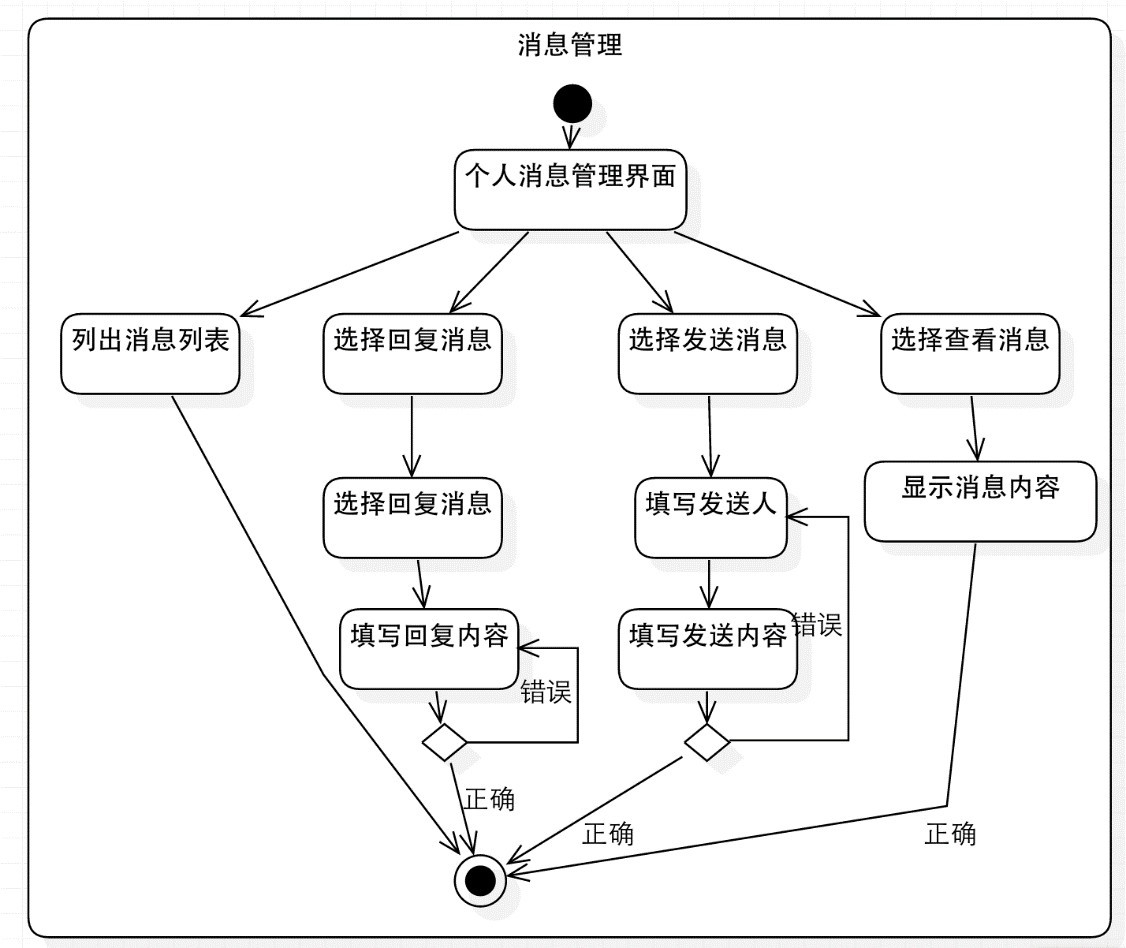 消息管理
个人消息管理界面
列出消息列表
选择回复消息
选择发送消息
选择查看消息
显示消息内容
选择回复消息
填写发送人
填写回复内容
填写发送内容
错误
错误
正确
正确
正确